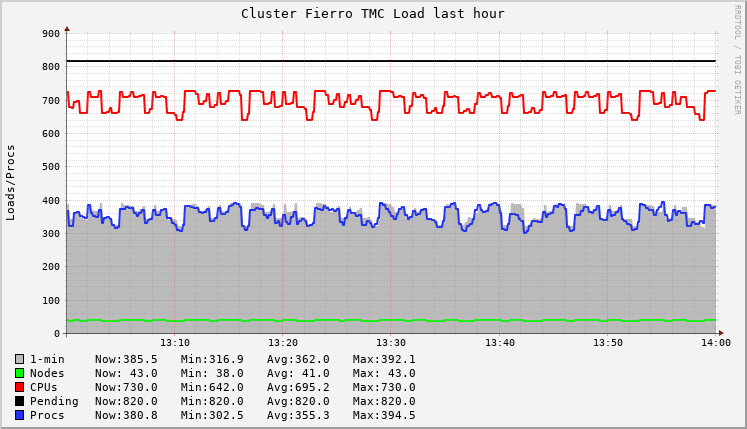 Cluster Fierro TMC Load last hour
RRDTOOL / TOBI OETIKER
Loads/Procs
900
800
700
600
500
400
300
200
100
0
13:10 13:20 13:30 13:40 13:50 14:00
1-min Now:385.5 Min:316.9 Avg:362.0 Max:392.1
Nodes Now: 43.0 Min: 38.0 Avg: 41.0 Max: 43.0
CPUs Now:730.0 Min:642.0 Avg:695.2 Max:730.0
Pending Now:820.0 Min:820.0 Avg:820.0 Max:820.0
Procs Now:380.8 Min:302.5 Avg:355.3 Max:394.5